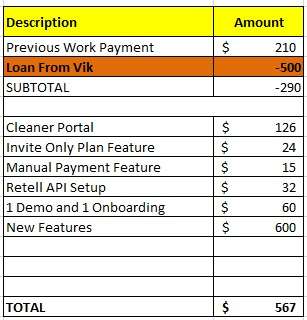 Description Amount
Previous Work Payment $ 210
Loan From Vik -500
SUBTOTAL -290
Cleaner Portal $ 126
Invite Only Plan Feature $ 24
Manual Payment Feature $ 15
Retell API Setup $ 32
1 Demo and 1 Onboarding $ 60
New Features $ 600
TOTAL $ 567